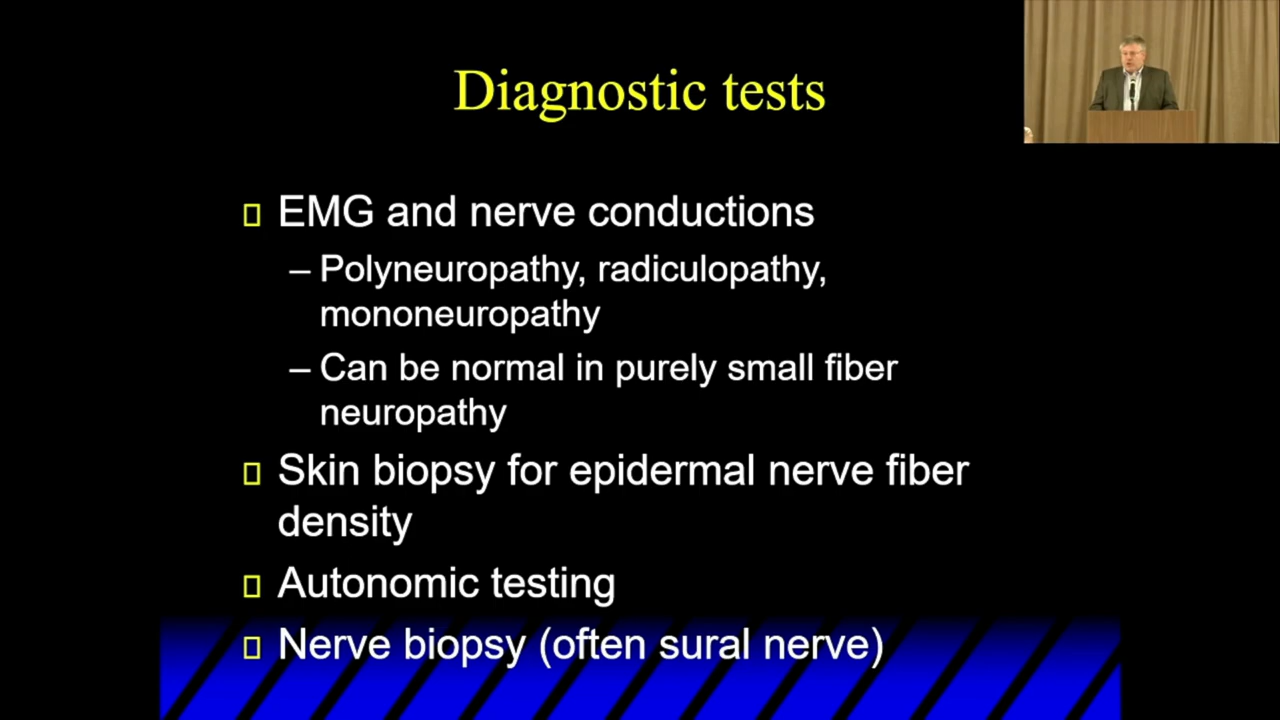 Diagnostic tests
EMG and nerve conductions
– Polyneuropathy, radiculopathy,
mononeuropathy
– Can be normal in purely small fiber
neuropathy
Skin biopsy for epidermal nerve fiber
density
Autonomic testing
Nerve biopsy (often sural nerve)